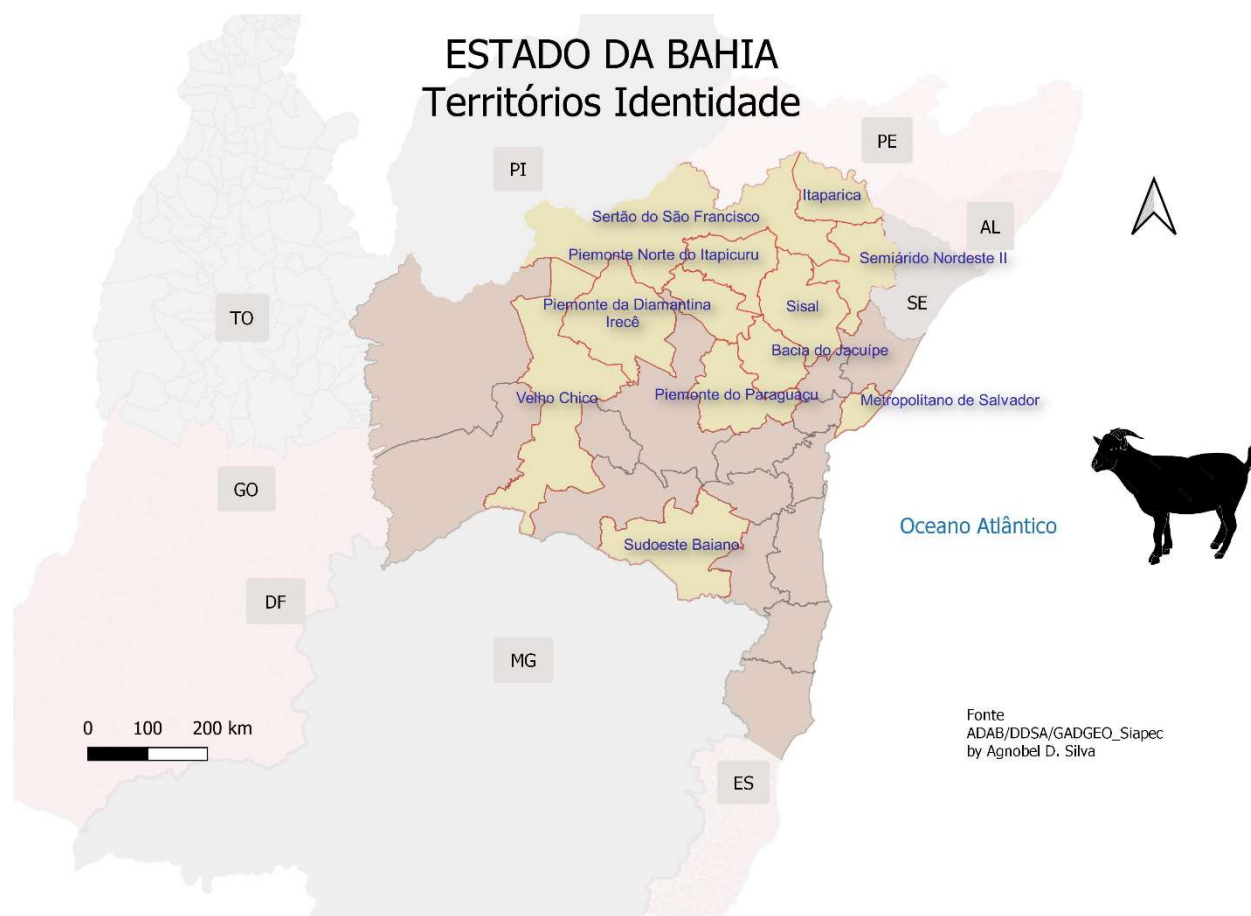 ESTADO DA BAHIA
Territórios Identidade
PE
PI
Itaparica
Sertão do São Francisco
AL
Piemonte Norte do Itapicuru
Semiárido Nordeste II
Piemonte da Diamantina
Sisal
SE
TO
Irecê
Bacia do Jacuípe
Velho Chico
Piemonte do Paraguaçu
Metropolitano de Salvador
GO
Oceano Atlântico
Sudoeste Baiano
DF
MG
0 100 200 km
Fonte
ADAB/DDSA/GADGEO_Siapec
by Agnobel D. Silva
ES